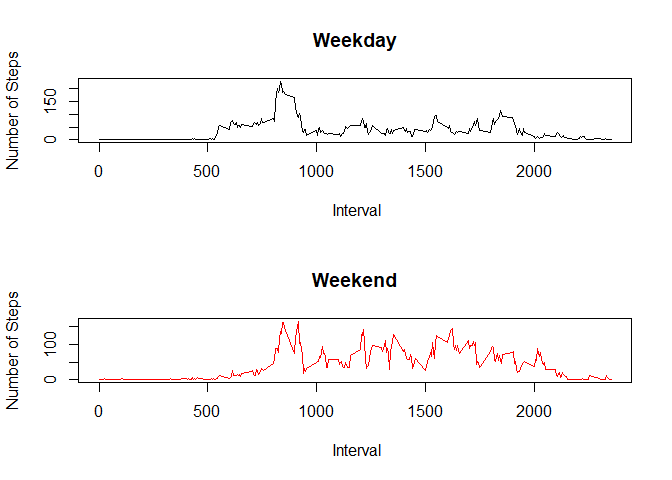 Weekday
Number of Steps
150
0
0 500 1000 1500 2000
Interval
Weekend
Number of Steps
100
0
0 500 1000 1500 2000
Interval